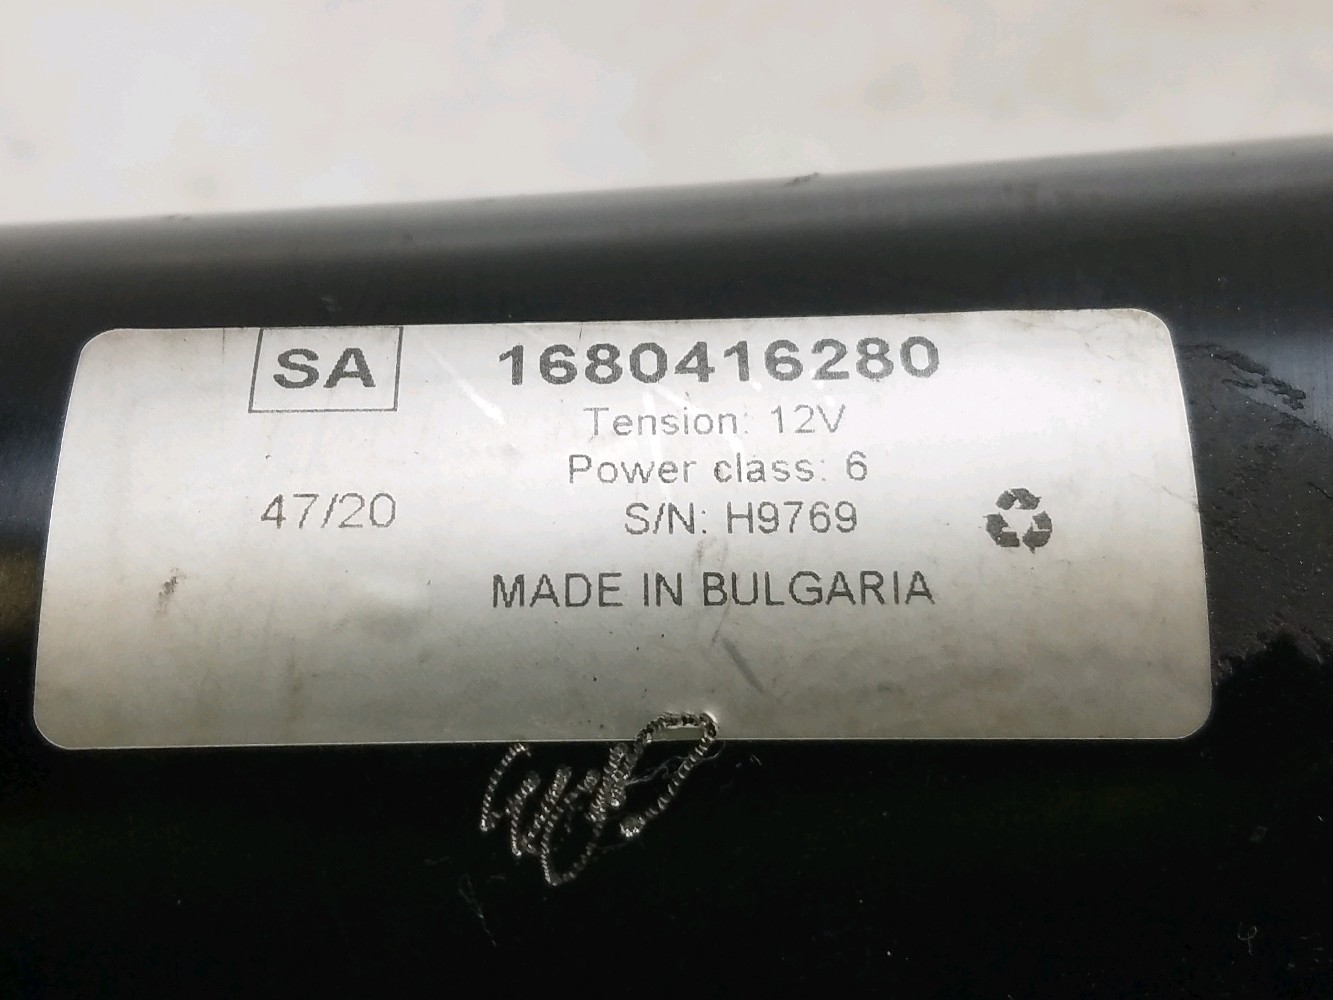 SA 1680416280
Tension: 12V
Power class: 6
47/20 S/N: H9769
MADE IN BULGARIA